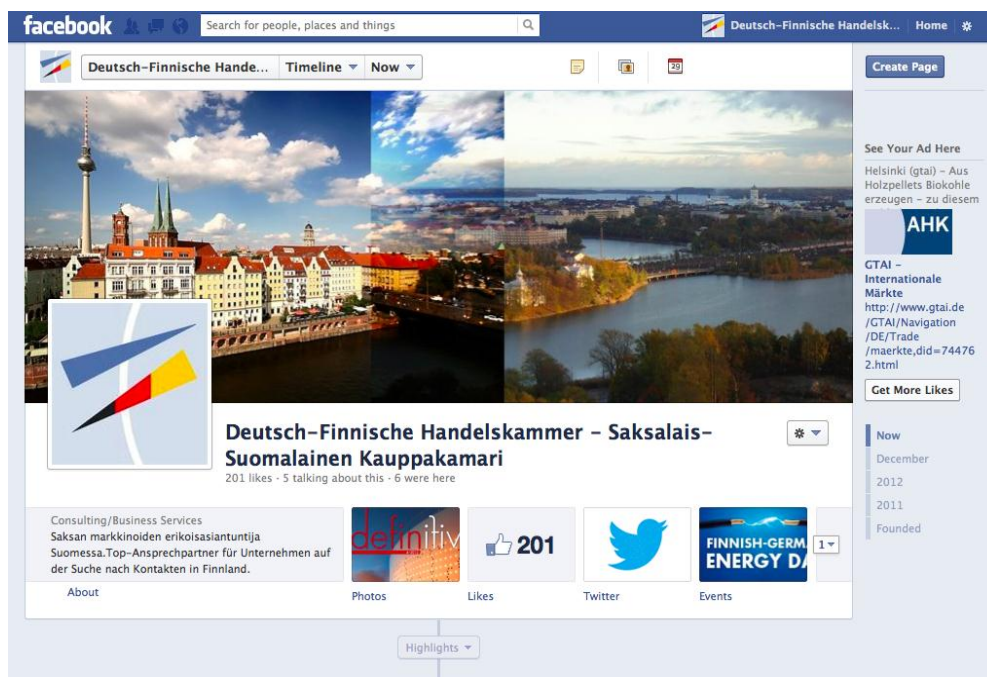 facebook
Search for people, places and things
Deutsch-Finnische Handelsk...
Home
Deutsch-Finnische Hande...
Timeline
Now
29
Create Page
See Your Ad Here
Helsinki (gtai) – Aus
Holzpellets Biokohle
erzeugen – zu diesem
AHK
GTAI –
Internationale
Märkte
http://www.gtai.de
/GTAI/Navigation
/DE/Trade
/maerkte,did=74476
2.html
Get More Likes
Now
December
2012
2011
Founded
Deutsch-Finnische Handelskammer – Saksalais-
Suomalainen Kauppakamari
201 likes · 5 talking about this · 6 were here
Consulting/Business Services
Saksan markkinoiden erikoisasiantuntija
Suomessa.Top-Ansprechpartner für Unternehmen auf
der Suche nach Kontakten in Finnland.
About
definitiv
Photos
201
Likes
Twitter
FINNISH-GERM
ENERGY DA
Events
1
Highlights